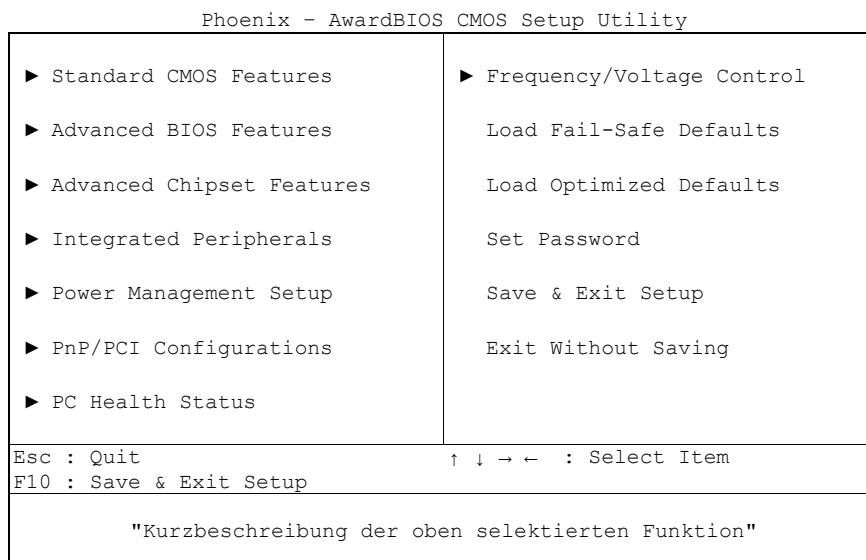 Phoenix – AwardBIOS CMOS Setup Utility
► Standard CMOS Features
► Advanced BIOS Features
► Advanced Chipset Features
► Integrated Peripherals
► Power Management Setup
► PnP/PCI Configurations
► PC Health Status
► Frequency/Voltage Control
Load Fail-Safe Defaults
Load Optimized Defaults
Set Password
Save & Exit Setup
Exit Without Saving
Esc : Quit ↑ ↓ → ← : Select Item
F10 : Save & Exit Setup
"Kurzbeschreibung der oben selektierten Funktion"